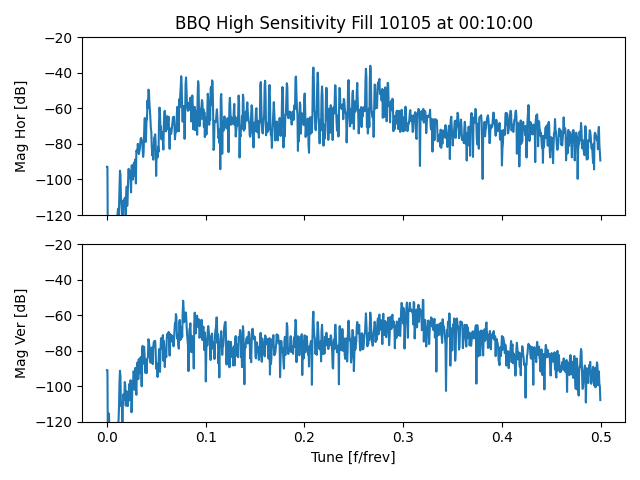 BBQ High Sensitivity Fill 10105 at 00:10:00
−20
−40
−60
−80
−100
−120
Mag Hor [dB]
−20
−40
−60
−80
−100
−120
Mag Ver [dB]
0.0 0.1 0.2 0.3 0.4 0.5
Tune [f/frev]